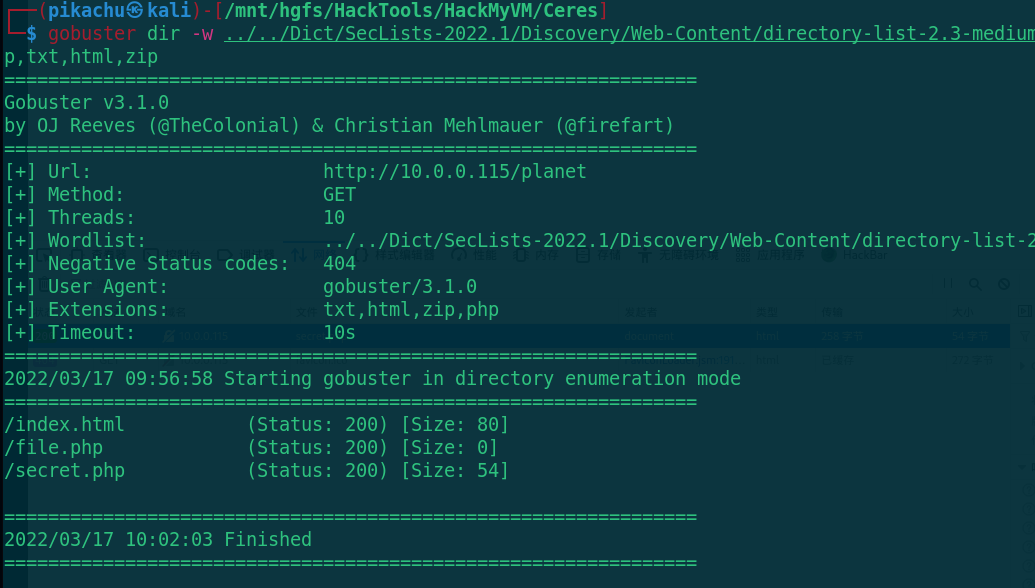 ┌──(pikachu㉿kali)-[/mnt/hgfs/HackTools/HackMyVM/Ceres]
└─$ gobuster dir -w ../../Dict/SecLists-2022.1/Discovery/Web-Content/directory-list-2.3-medium
p,txt,html,zip
===============================================================
Gobuster v3.1.0
by OJ Reeves (@TheColonial) & Christian Mehlmauer (@firefart)
===============================================================
[+] Url:                     http://10.0.0.115/planet
[+] Method:                  GET
[+] Threads:                 10
[+] Wordlist:                ../../Dict/SecLists-2022.1/Discovery/Web-Content/directory-list-2
[+] Negative Status codes:   404
[+] User Agent:              gobuster/3.1.0
[+] Extensions:              txt,html,zip,php
[+] Timeout:                 10s
===============================================================
2022/03/17 09:56:58 Starting gobuster in directory enumeration mode
===============================================================
/index.html           (Status: 200) [Size: 80]
/file.php             (Status: 200) [Size: 0]
/secret.php           (Status: 200) [Size: 54]
===============================================================
2022/03/17 10:02:03 Finished
===============================================================